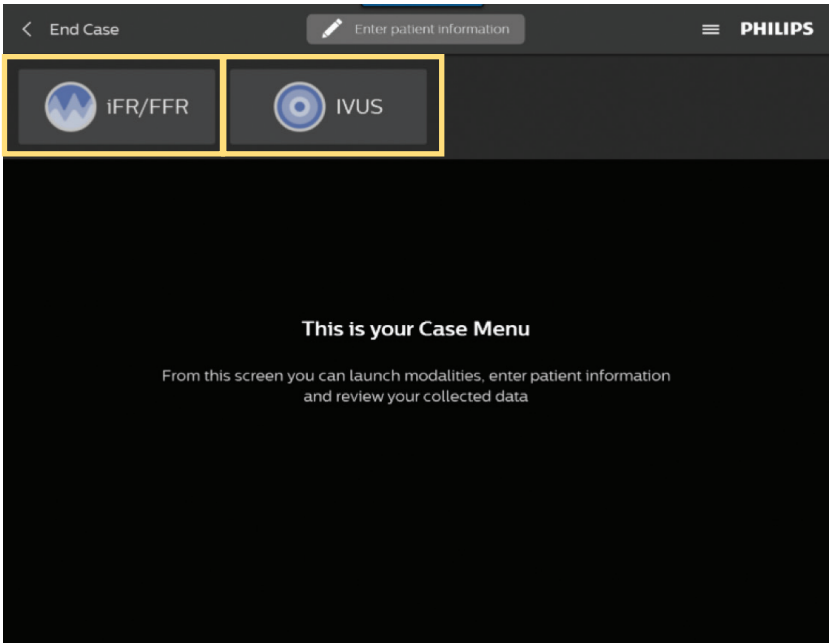 End Case
Enter patient information
PHILIPS
iFR/FFR
IVUS
This is your Case Menu
From this screen you can launch modalities, enter patient information
and review your collected data